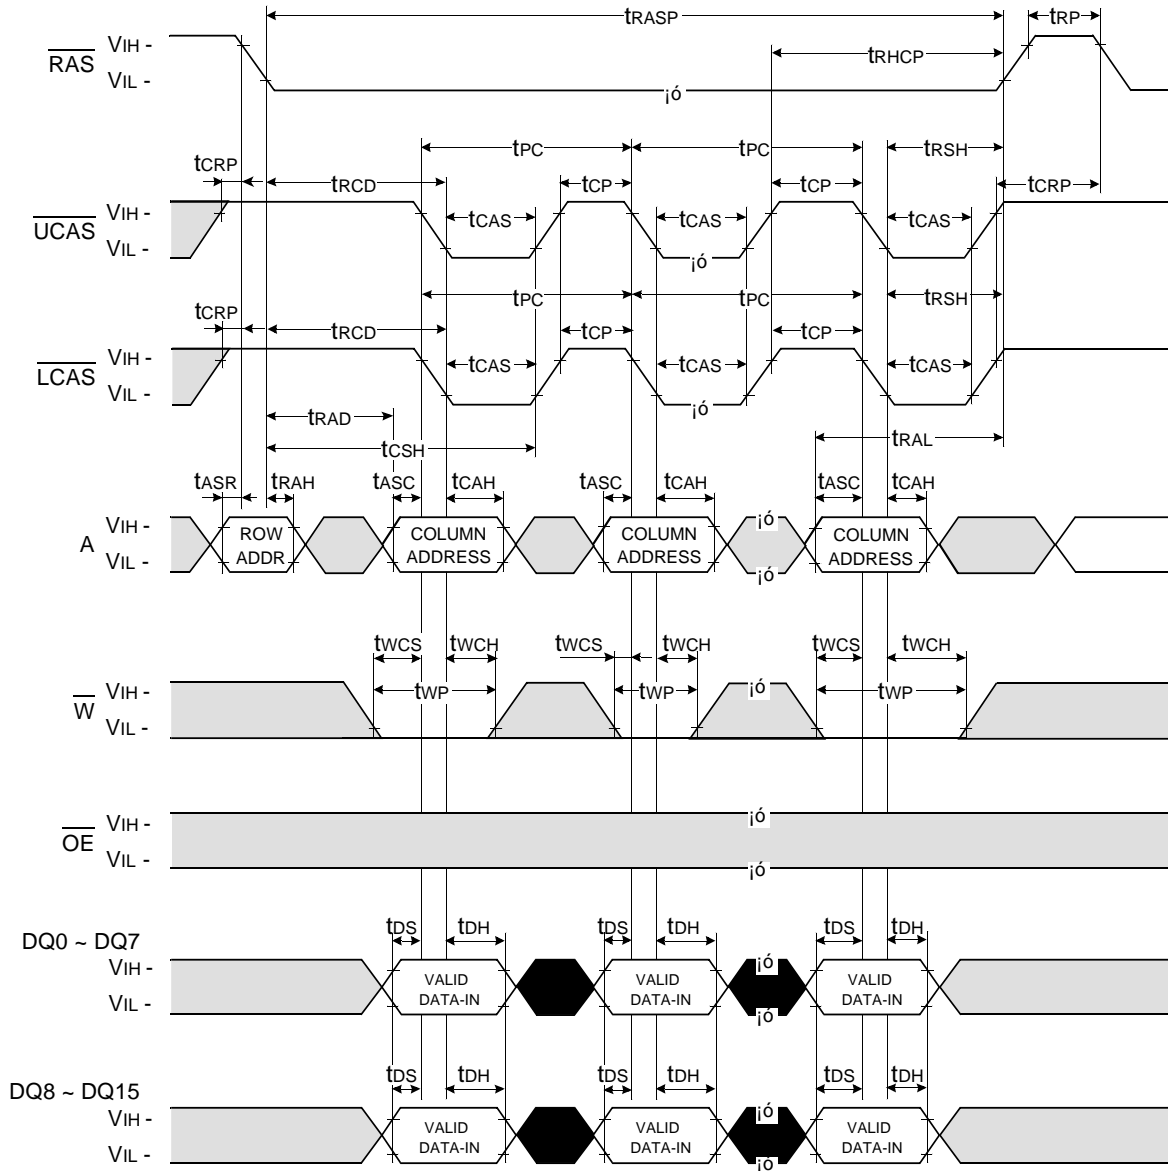 tRASP
tRP
RAS
VIH -
VIL -
tRHCP
¡ó
tPC
tPC
tRSH
tCRP
tRCD
tCP
tCP
tCRP
UCAS
VIH -
VIL -
tCAS
tCAS
tCAS
¡ó
tPC
tPC
tRSH
tCRP
tRCD
tCP
tCP
LCAS
VIH -
VIL -
tCAS
tCAS
tCAS
¡ó
tRAD
tCSH
tRAL
tASR
tRAH
tASC
tCAH
tASC
tCAH
tASC
tCAH
A
VIH -
VIL -
ROW
ADDR
COLUMN
ADDRESS
COLUMN
ADDRESS
¡ó
¡ó
COLUMN
ADDRESS
tWCS
tWCH
tWCS
tWCH
tWCS
tWCH
W
VIH -
VIL -
tWP
tWP
¡ó
tWP
OE
VIH -
VIL -
¡ó
¡ó
DQ0 ~ DQ7
VIH -
VIL -
tDS
tDH
tDS
tDH
tDS
tDH
VALID
DATA-IN
VALID
DATA-IN
¡ó
¡ó
VALID
DATA-IN
DQ8 ~ DQ15
VIH -
VIL -
tDS
tDH
tDS
tDH
tDS
tDH
VALID
DATA-IN
VALID
DATA-IN
¡ó
¡ó
VALID
DATA-IN